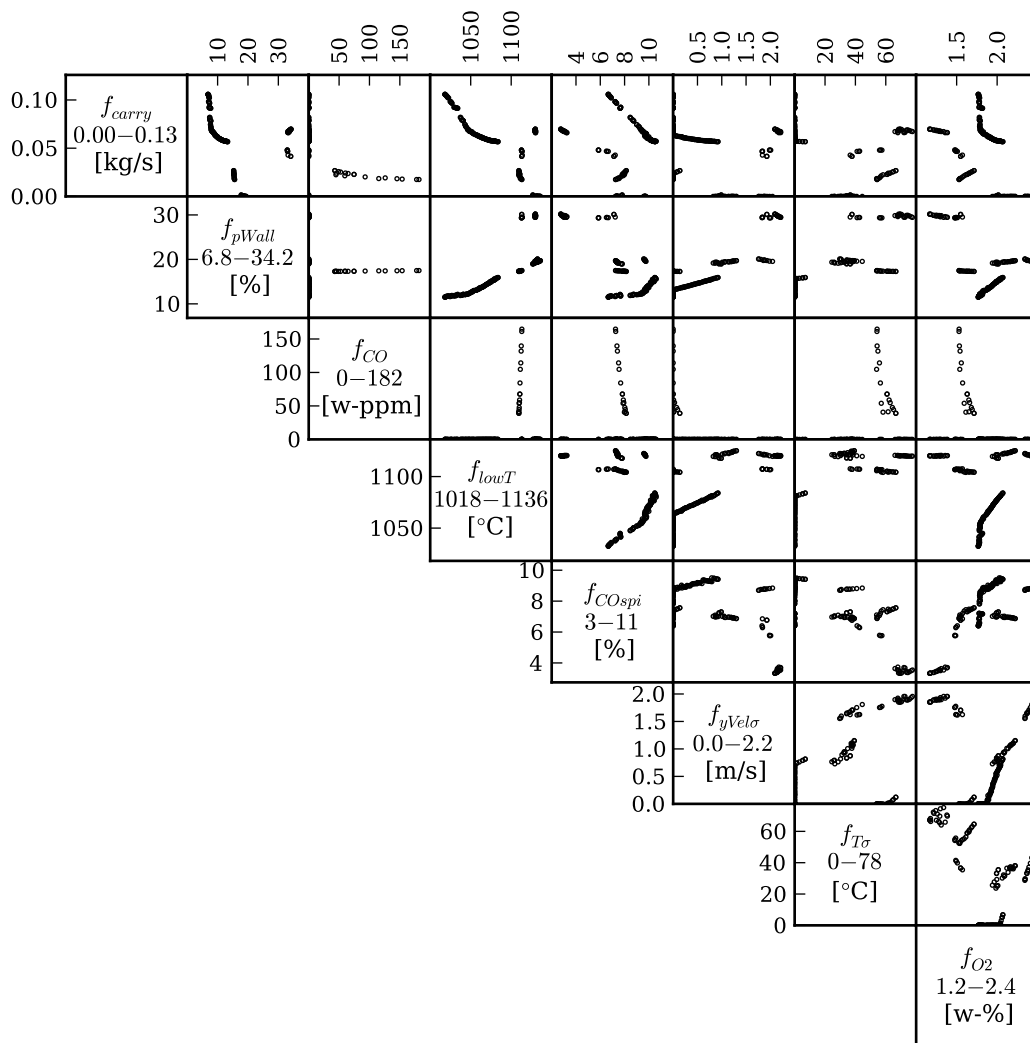 10 20 30 50 100 150 1050 1100 4 6 8 10 0.5 1.0 1.5 2.0 20 40 60 1.5 2.0
0.10
0.05
0.00
f_carry
0.00−0.13
[kg/s]
30
20
10
f_pWall
6.8−34.2
[%]
150
100
50
0
f_CO
0−182
[w-ppm]
1100
1050
f_lowT
1018−1136
[°C]
10
8
6
4
f_COspi
3−11
[%]
2.0
1.5
1.0
0.5
0.0
f_yVelσ
0.0−2.2
[m/s]
60
40
20
0
f_Tσ
0−78
[°C]
f_O2
1.2−2.4
[w-%]